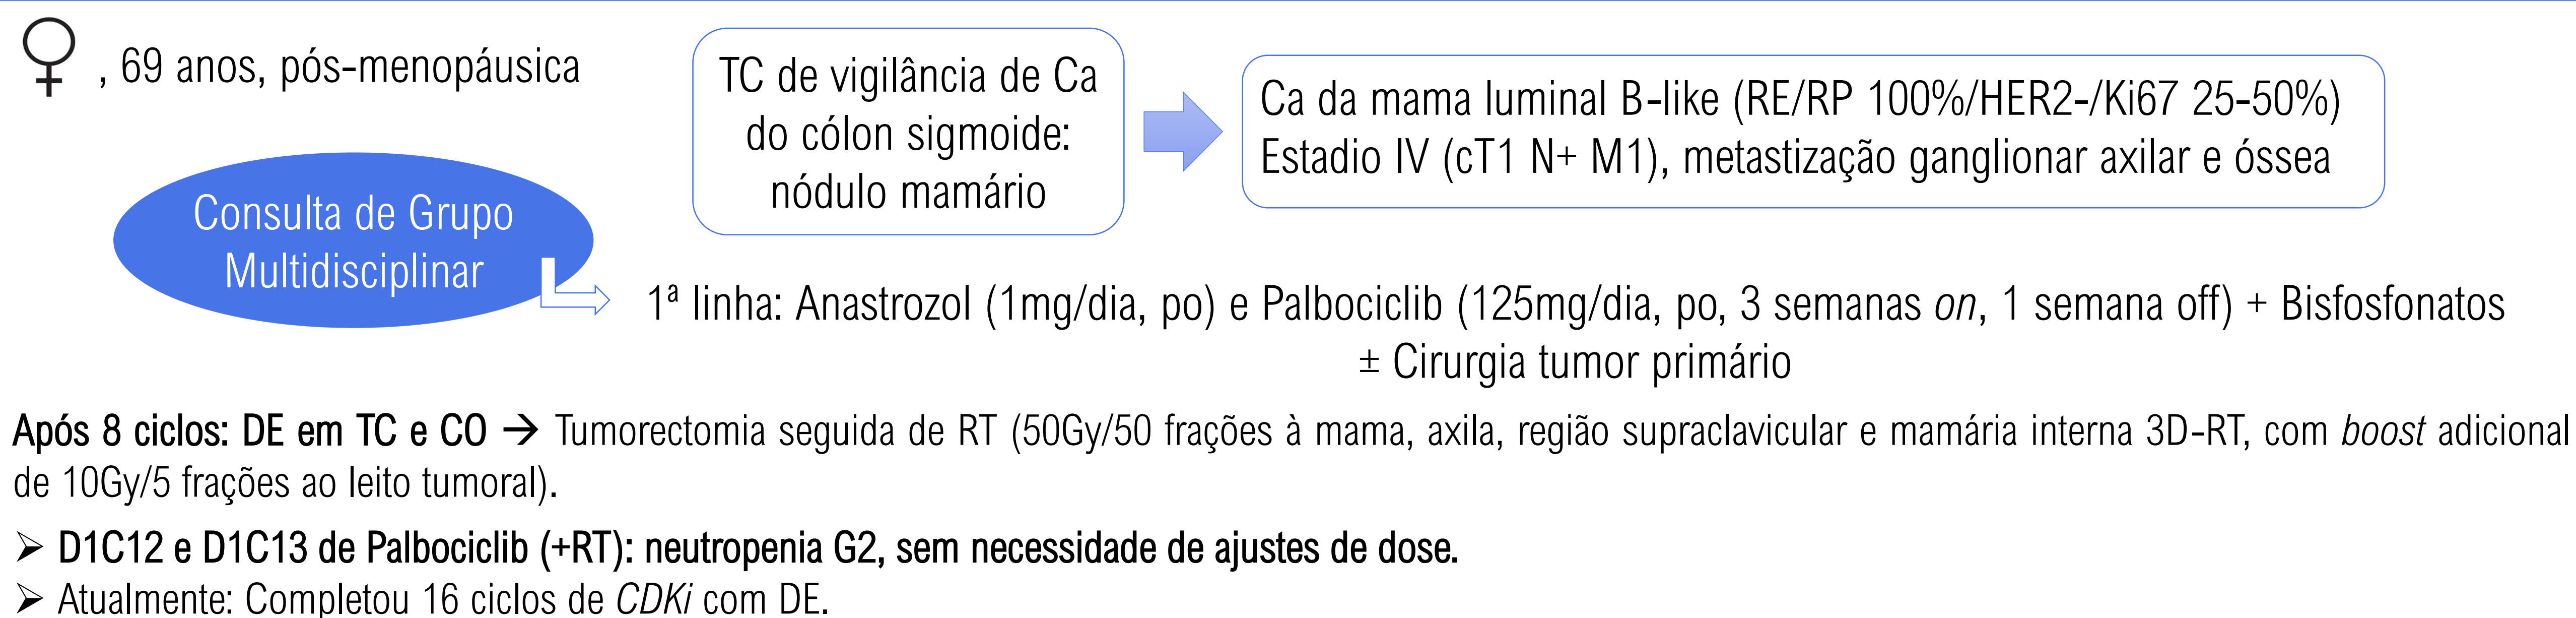 ♀, 69 anos, pós-menopáusica
TC de vigilância de Ca
do cólon sigmoide:
nódulo mamário
Ca da mama luminal B-like (RE/RP 100%/HER2-/Ki67 25-50%)
Estadio IV (cT1 N+ M1), metastização ganglionar axilar e óssea
Consulta de Grupo
Multidisciplinar
1ª linha: Anastrozol (1mg/dia, po) e Palbociclib (125mg/dia, po, 3 semanas on, 1 semana off) + Bisfosfonatos
± Cirurgia tumor primário
Após 8 ciclos: DE em TC e CO → Tumorectomia seguida de RT (50Gy/50 frações à mama, axila, região supraclavicular e mamária interna 3D-RT, com boost adicional
de 10Gy/5 frações ao leito tumoral).
➢ D1C12 e D1C13 de Palbociclib (+RT): neutropenia G2, sem necessidade de ajustes de dose.
➢ Atualmente: Completou 16 ciclos de CDKi com DE.